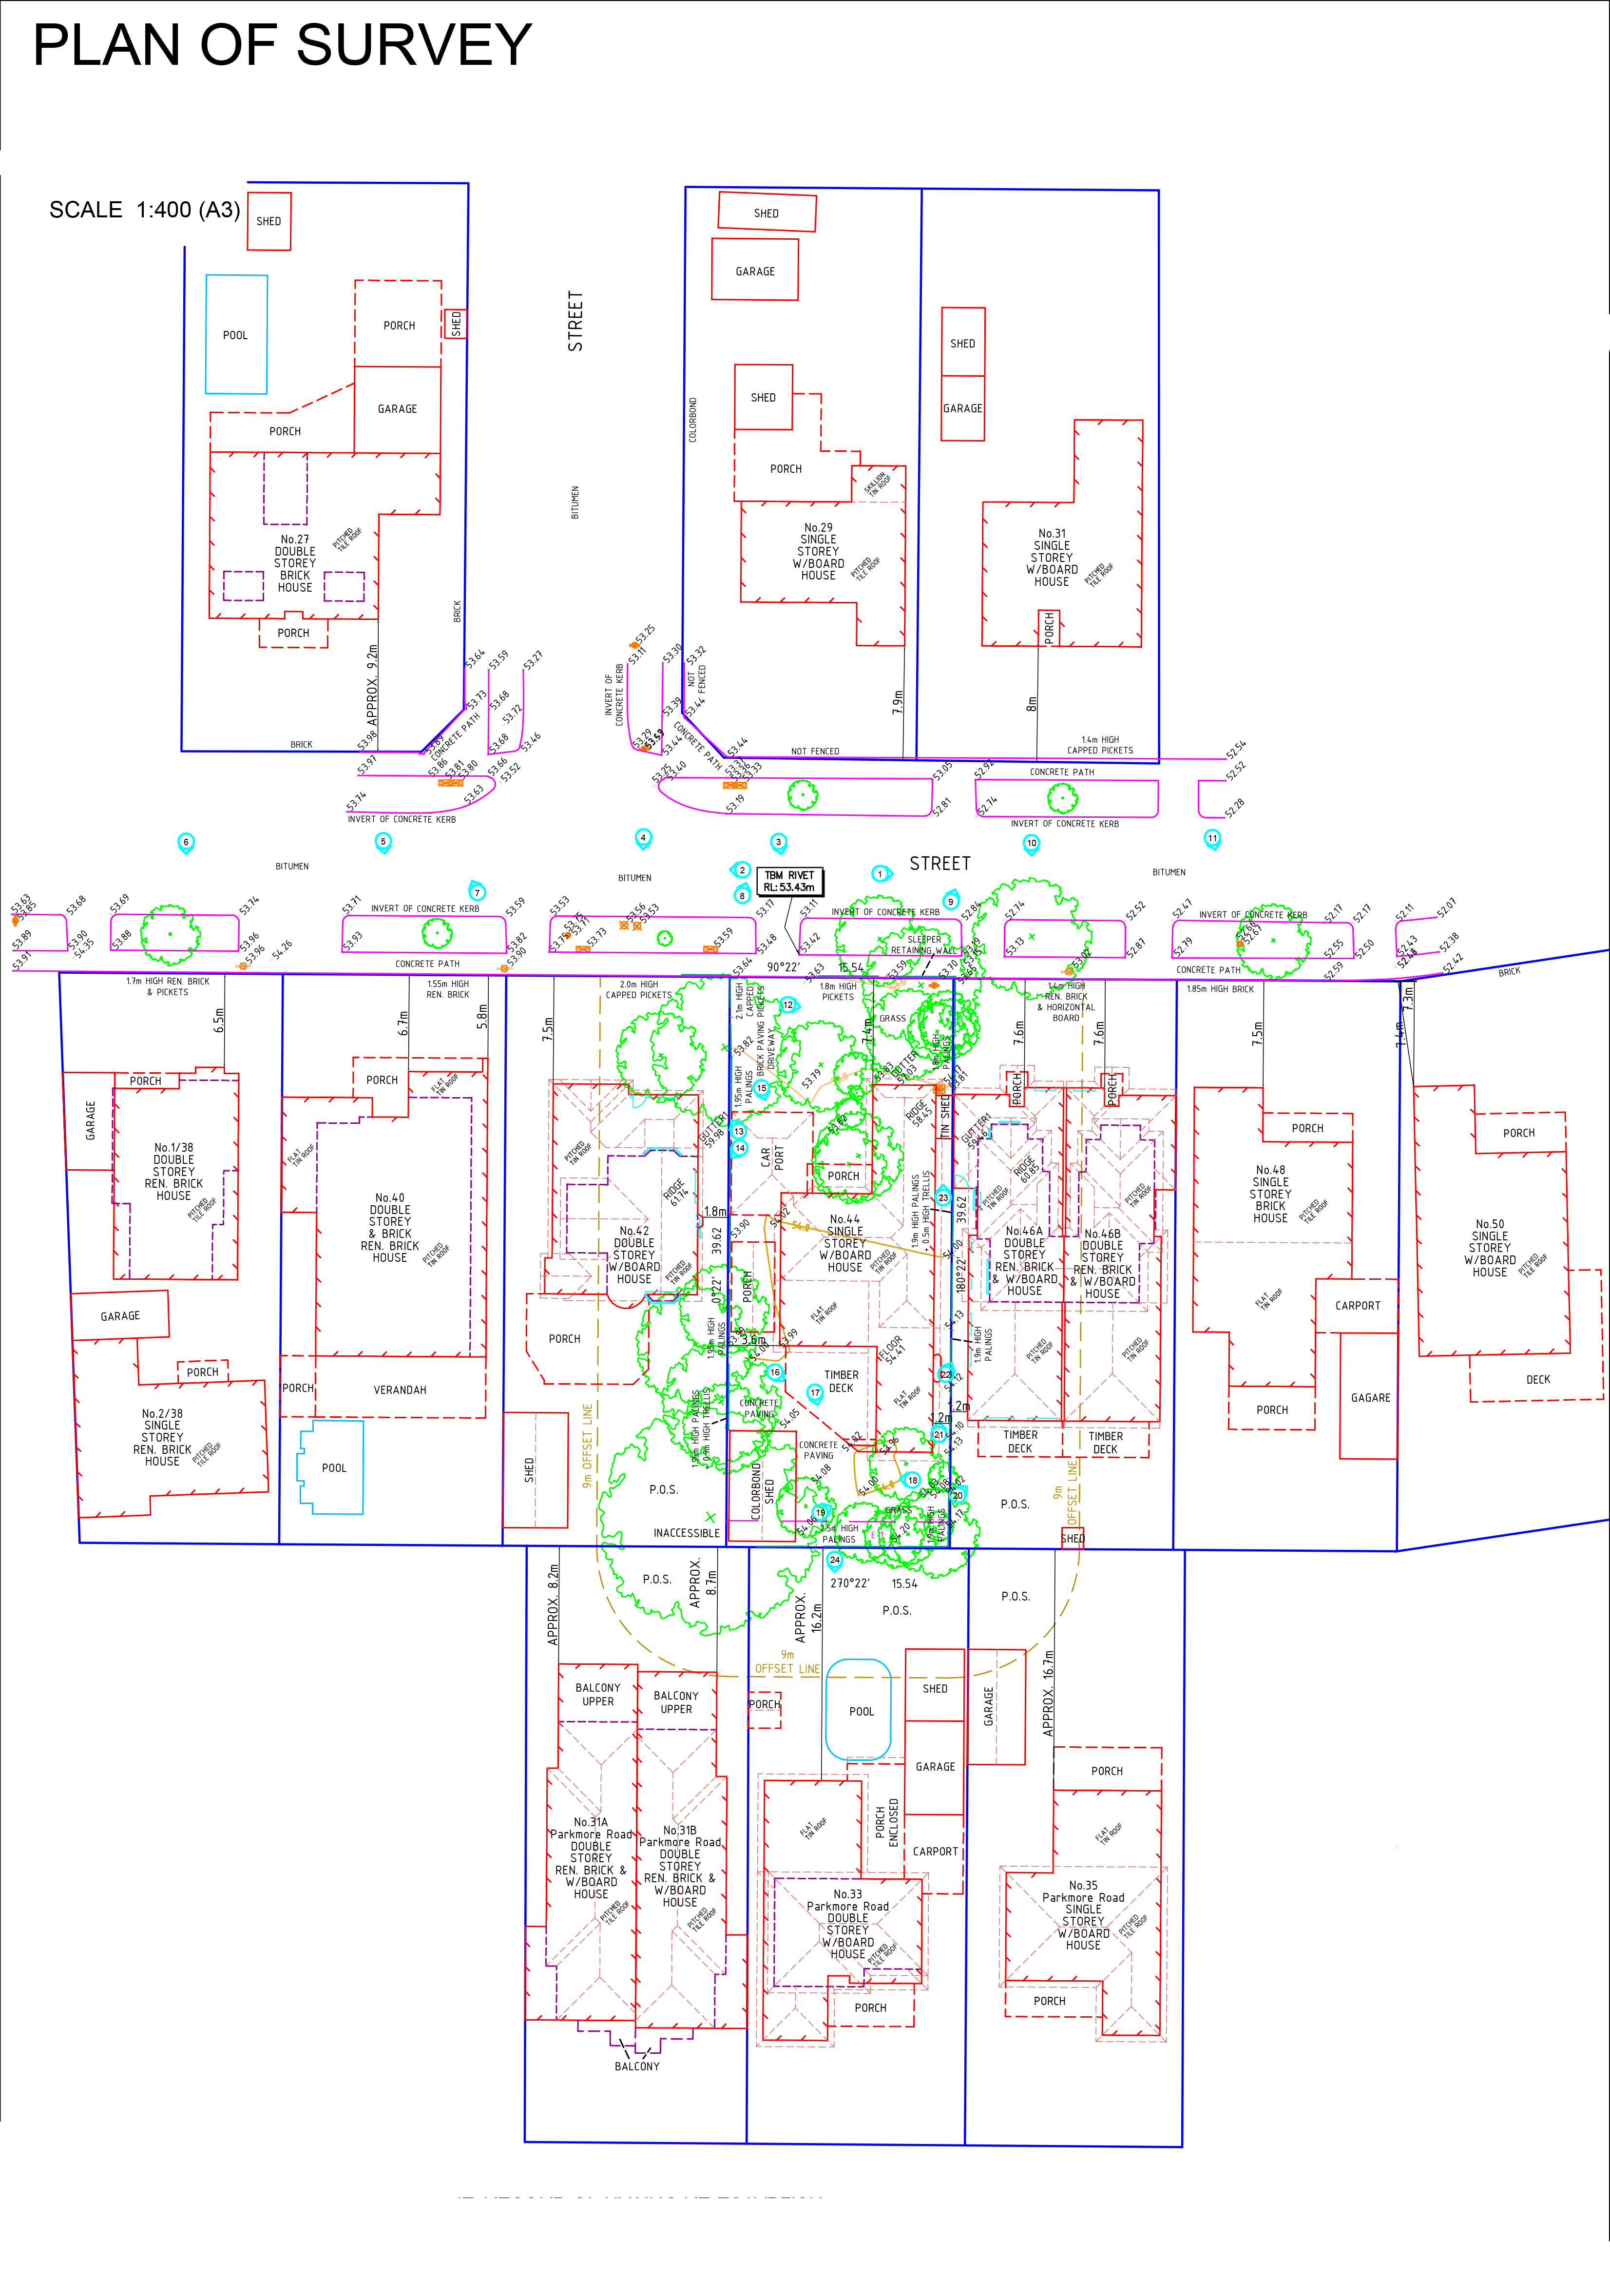 PLAN OF SURVEY
SCALE 1:400 (A3)
SHED
POOL
PORCH
SHED
GARAGE
PORCH
No.27
DOUBLE
STOREY
BRICK
HOUSE
PITCHED
TILE ROOF
PORCH
APPROX. 9.2m
BRICK
BRICK
STREET
BITUMEN
SHED
GARAGE
COLORBOND
SHED
PORCH
SKILLION
TIN ROOF
No.29
SINGLE
STOREY
W/BOARD
HOUSE
PITCHED
TILE ROOF
7.9m
SHED
GARAGE
No.31
SINGLE
STOREY
W/BOARD
HOUSE
PITCHED
TILE ROOF
PORCH
8m
1.4m HIGH
CAPPED PICKETS
NOT FENCED
NOT
FENCED
INVERT OF
CONCRETE KERB
CONCRETE PATH
CONCRETE PATH
CONCRETE PATH
53.64
53.59
53.27
53.73
53.68
53.72
53.98
53.89
53.68
53.46
53.97
53.86
53.81
53.80
53.66
53.52
53.74
53.63
INVERT OF CONCRETE KERB
53.25
53.11
53.30
53.32
53.39
53.44
53.29
53.44
53.44
53.25
53.40
53.33
53.19
53.05
52.81
52.92
52.74
52.54
52.52
52.28
INVERT OF CONCRETE KERB
6
5
4
3
10
11
2
8
1
7
9
BITUMEN
BITUMEN
STREET
BITUMEN
TBM RIVET
RL: 53.43m
53.63
53.85
53.68
53.69
53.74
53.71
53.59
53.53
53.75
53.71
53.56
53.53
53.17
53.11
52.84
52.74
52.52
52.47
52.17
52.17
52.11
52.07
INVERT OF CONCRETE KERB
INVERT OF CONCRETE KERB
INVERT OF CONCRETE KERB
53.89
53.90
54.35
53.91
53.88
53.96
53.96
54.26
53.93
53.82
53.90
53.75
53.73
53.59
53.48
53.42
53.13
52.87
52.79
52.67
52.55
52.50
52.43
52.38
SLEEPER
RETAINING WALL
CONCRETE PATH
CONCRETE PATH
53.64
90°22'
15.54
53.63
53.59
53.70
53.02
52.59
52.42
BRICK
1.7m HIGH REN. BRICK
& PICKETS
1.55m HIGH
REN. BRICK
2.0m HIGH
CAPPED PICKETS
2.1m HIGH
CAPPED
PICKETS
1.8m HIGH
PICKETS
1.4m HIGH
REN. BRICK
& HORIZONTAL
BOARD
1.85m HIGH BRICK
6.5m
6.7m
5.8m
7.5m
7.4m
7.6m
7.6m
7.5m
7.4m
7.3m
12
GRASS
BRICK PAVING
DRIVEWAY
1.95m HIGH
PALINGS
53.82
53.79
53.83
GUTTER
57.03
53.81
15
GARAGE
PORCH
No.1/38
DOUBLE
STOREY
REN. BRICK
HOUSE
PITCHED
TILE ROOF
PORCH
FLAT
TIN ROOF
FLAT
TIN ROOF
No.40
DOUBLE
STOREY
& BRICK
REN. BRICK
HOUSE
PITCHED
TIN ROOF
PITCHED
TIN ROOF
GUTTER1
59.98
RIDGE
61.74
No.42
DOUBLE
STOREY
W/BOARD
HOUSE
PITCHED
TIN ROOF
1.8m
13
14
CAR
PORT
PORCH
RIDGE
58.45
TIN SHED
No.44
SINGLE
STOREY
W/BOARD
HOUSE
PITCHED
TIN ROOF
FLAT
TIN ROOF
1.9m HIGH PALINGS
+ 0.5m HIGH TRELLIS
23
39.62
180°22'
GUTTER1
59.46
PORCH
PORCH
RIDGE
60.85
PITCHED
TIN ROOF
PITCHED
TIN ROOF
No.46A
DOUBLE
STOREY
REN. BRICK
& W/BOARD
HOUSE
No.46B
DOUBLE
STOREY
REN. BRICK
& W/BOARD
HOUSE
PITCHED
TIN ROOF
PITCHED
TIN ROOF
No.48
SINGLE
STOREY
BRICK
HOUSE
PITCHED
TILE ROOF
PORCH
FLAT
TIN ROOF
CARPORT
GAGARE
PORCH
PORCH
No.50
SINGLE
STOREY
W/BOARD
HOUSE
PITCHED
TILE ROOF
DECK
GARAGE
PORCH
No.2/38
SINGLE
STOREY
REN. BRICK
HOUSE
PITCHED
TILE ROOF
PORCH
VERANDAH
POOL
PORCH
SHED
9m OFFSET LINE
39.62
0°22'
53.90
54.02
54.0
54.00
PORCH
1.95m HIGH
PALINGS
3.6m
53.99
54.00
54.13
1.9m HIGH
PALINGS
FLOOR
54.41
16
17
22
TIMBER
DECK
FLAT
TIN ROOF
54.12
1.2m
1.2m
21
54.10
54.13
TIMBER
DECK
TIMBER
DECK
1.95m HIGH PALINGS
+ 0.9m HIGH TRELLIS
CONCRETE
PAVING
54.05
CONCRETE
PAVING
54.02
53.96
54.08
54.00
18
20
19
COLORBOND
SHED
P.O.S.
INACCESSIBLE
GRASS
54.20
54.17
2.5m HIGH
PALINGS
E-1
P.O.S.
9m
OFFSET LINE
SHED
24
270°22'
15.54
P.O.S.
P.O.S.
P.O.S.
APPROX. 8.2m
APPROX.
8.7m
APPROX.
16.2m
APPROX. 16.7m
9m
OFFSET LINE
BALCONY
UPPER
BALCONY
UPPER
PORCH
POOL
SHED
GARAGE
GARAGE
PORCH
ENCLOSED
CARPORT
PORCH
FLAT
TIN ROOF
FLAT
TIN ROOF
No.31A
Parkmore Road
DOUBLE
STOREY
REN. BRICK &
W/BOARD
HOUSE
PITCHED
TILE ROOF
No.31B
Parkmore Road
DOUBLE
STOREY
REN. BRICK &
W/BOARD
HOUSE
PITCHED
TILE ROOF
No.33
Parkmore Road
DOUBLE
STOREY
W/BOARD
HOUSE
PITCHED
TILE ROOF
PORCH
No.35
Parkmore Road
SINGLE
STOREY
W/BOARD
HOUSE
PITCHED
TILE ROOF
PORCH
BALCONY